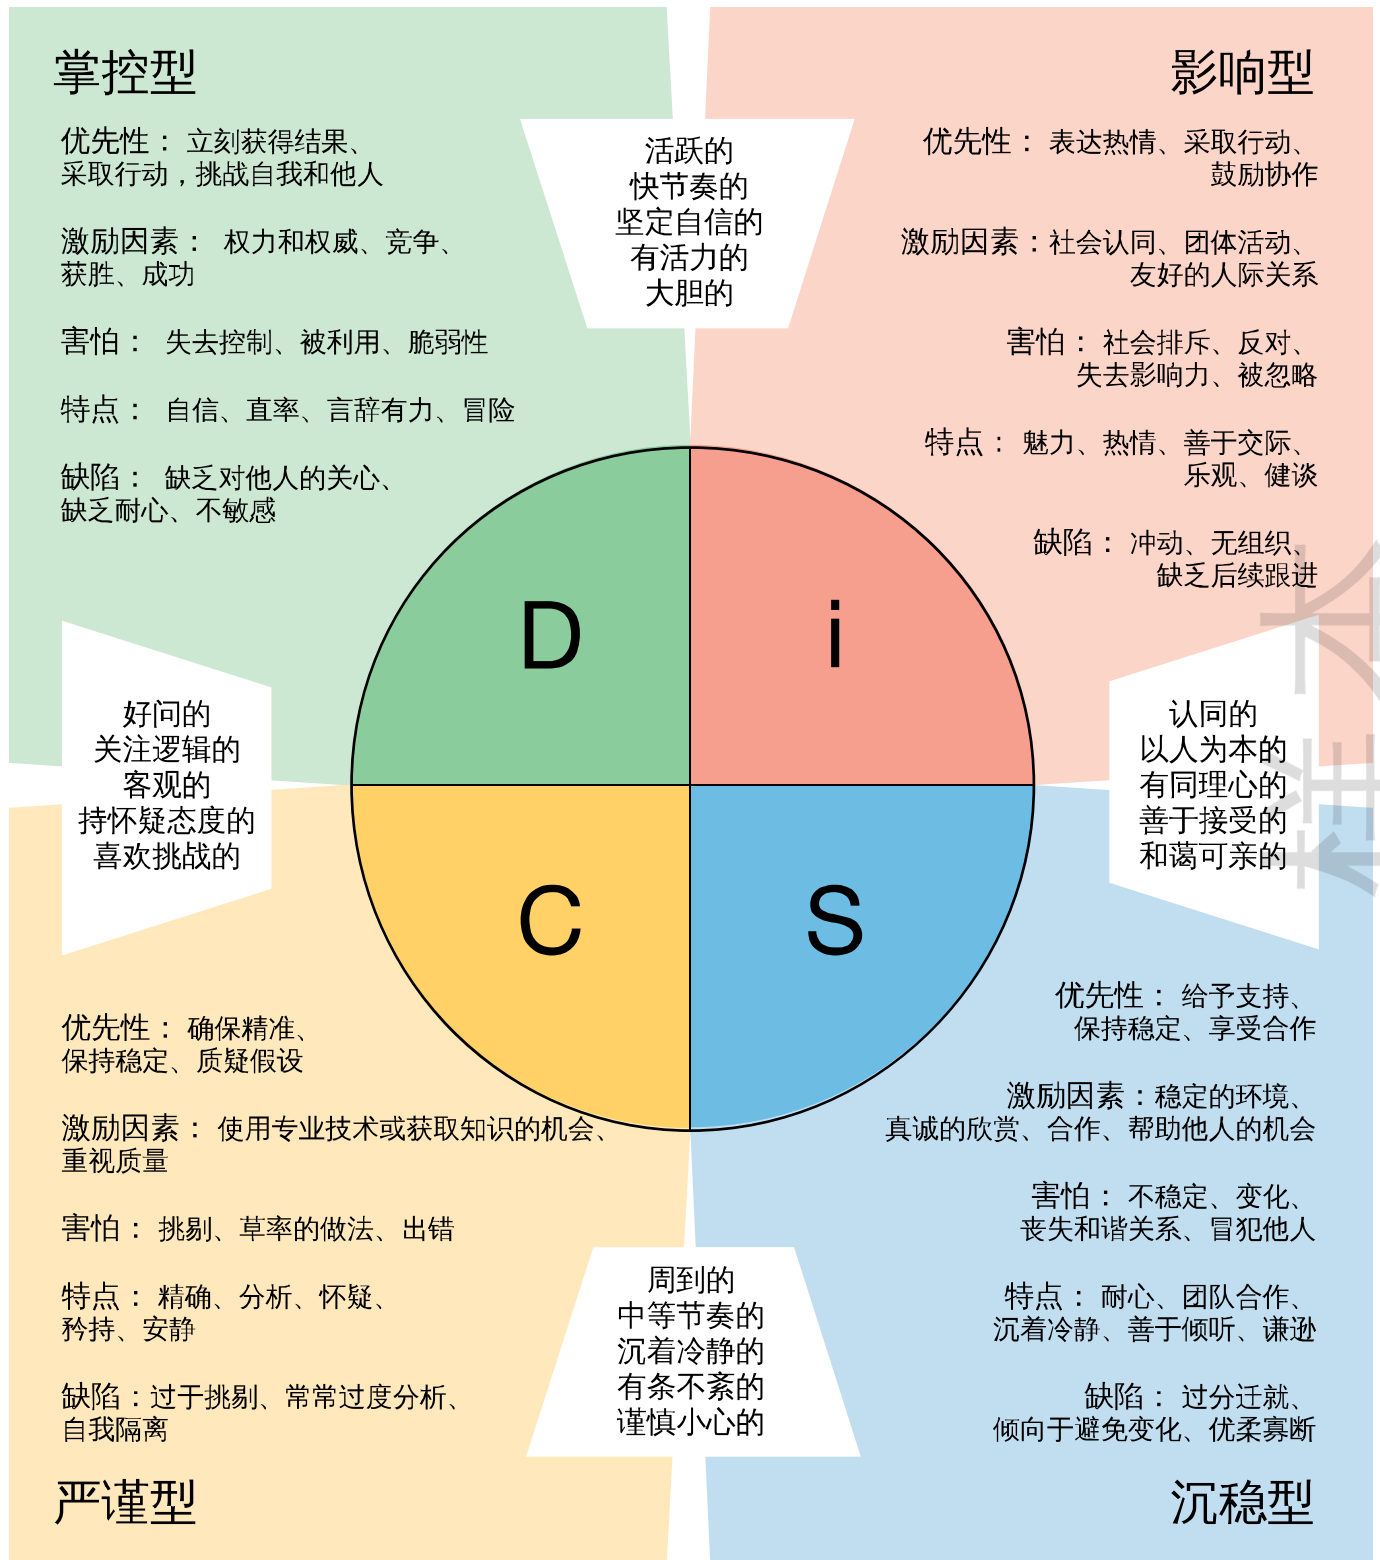 掌控型
优先性： 立刻获得结果、
采取行动，挑战自我和他人
激励因素： 权力和权威、竞争、
获胜、成功
害怕： 失去控制、被利用、脆弱性
特点： 自信、直率、言辞有力、冒险
缺陷： 缺乏对他人的关心、
缺乏耐心、不敏感
活跃的
快节奏的
坚定自信的
有活力的
大胆的
影响型
优先性： 表达热情、采取行动、
鼓励协作
激励因素：社会认同、团体活动、
友好的人际关系
害怕： 社会排斥、反对、
失去影响力、被忽略
特点： 魅力、热情、善于交际、
乐观、健谈
缺陷： 冲动、无组织、
缺乏后续跟进
D
i
C
S
好问的
关注逻辑的
客观的
持怀疑态度的
喜欢挑战的
认同的
以人为本的
有同理心的
善于接受的
和蔼可亲的
优先性： 确保精准、
保持稳定、质疑假设
激励因素： 使用专业技术或获取知识的机会、
重视质量
害怕： 挑剔、草率的做法、出错
特点： 精确、分析、怀疑、
矜持、安静
缺陷：过于挑剔、常常过度分析、
自我隔离
严谨型
周到的
中等节奏的
沉着冷静的
有条不紊的
谨慎小心的
优先性： 给予支持、
保持稳定、享受合作
激励因素：稳定的环境、
真诚的欣赏、合作、帮助他人的机会
害怕： 不稳定、变化、
丧失和谐关系、冒犯他人
特点： 耐心、团队合作、
沉着冷静、善于倾听、谦逊
缺陷： 过分迁就、
倾向于避免变化、优柔寡断
沉稳型